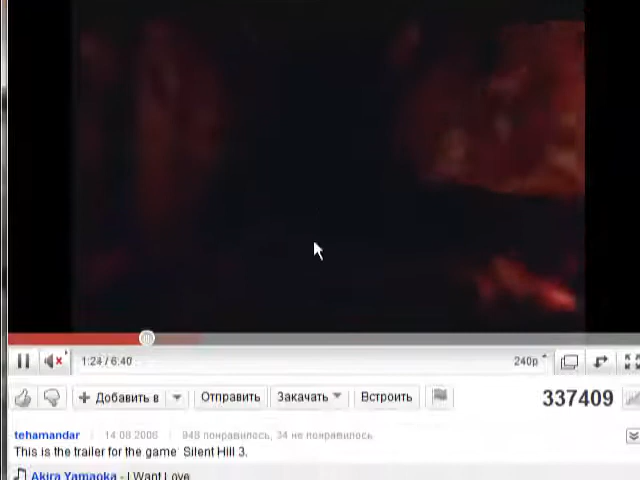 1:24 / 6:40
240p
Добавить в
Отправить
Закачать
Встроить
337409
tehamandar | 14.08.2006 | 948 понравилось, 34 не понравилось
This is the trailer for the game Silent Hill 3.
Akira Yamaoka - I Want Love